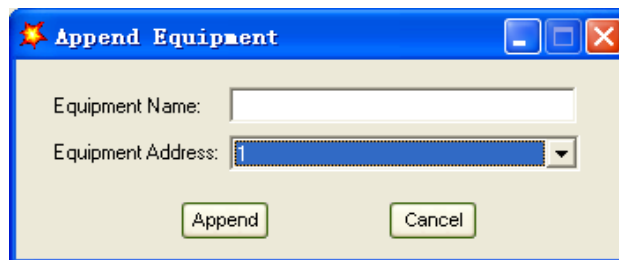 Append Equipment
Equipment Name:
Equipment Address: 1
Append Cancel